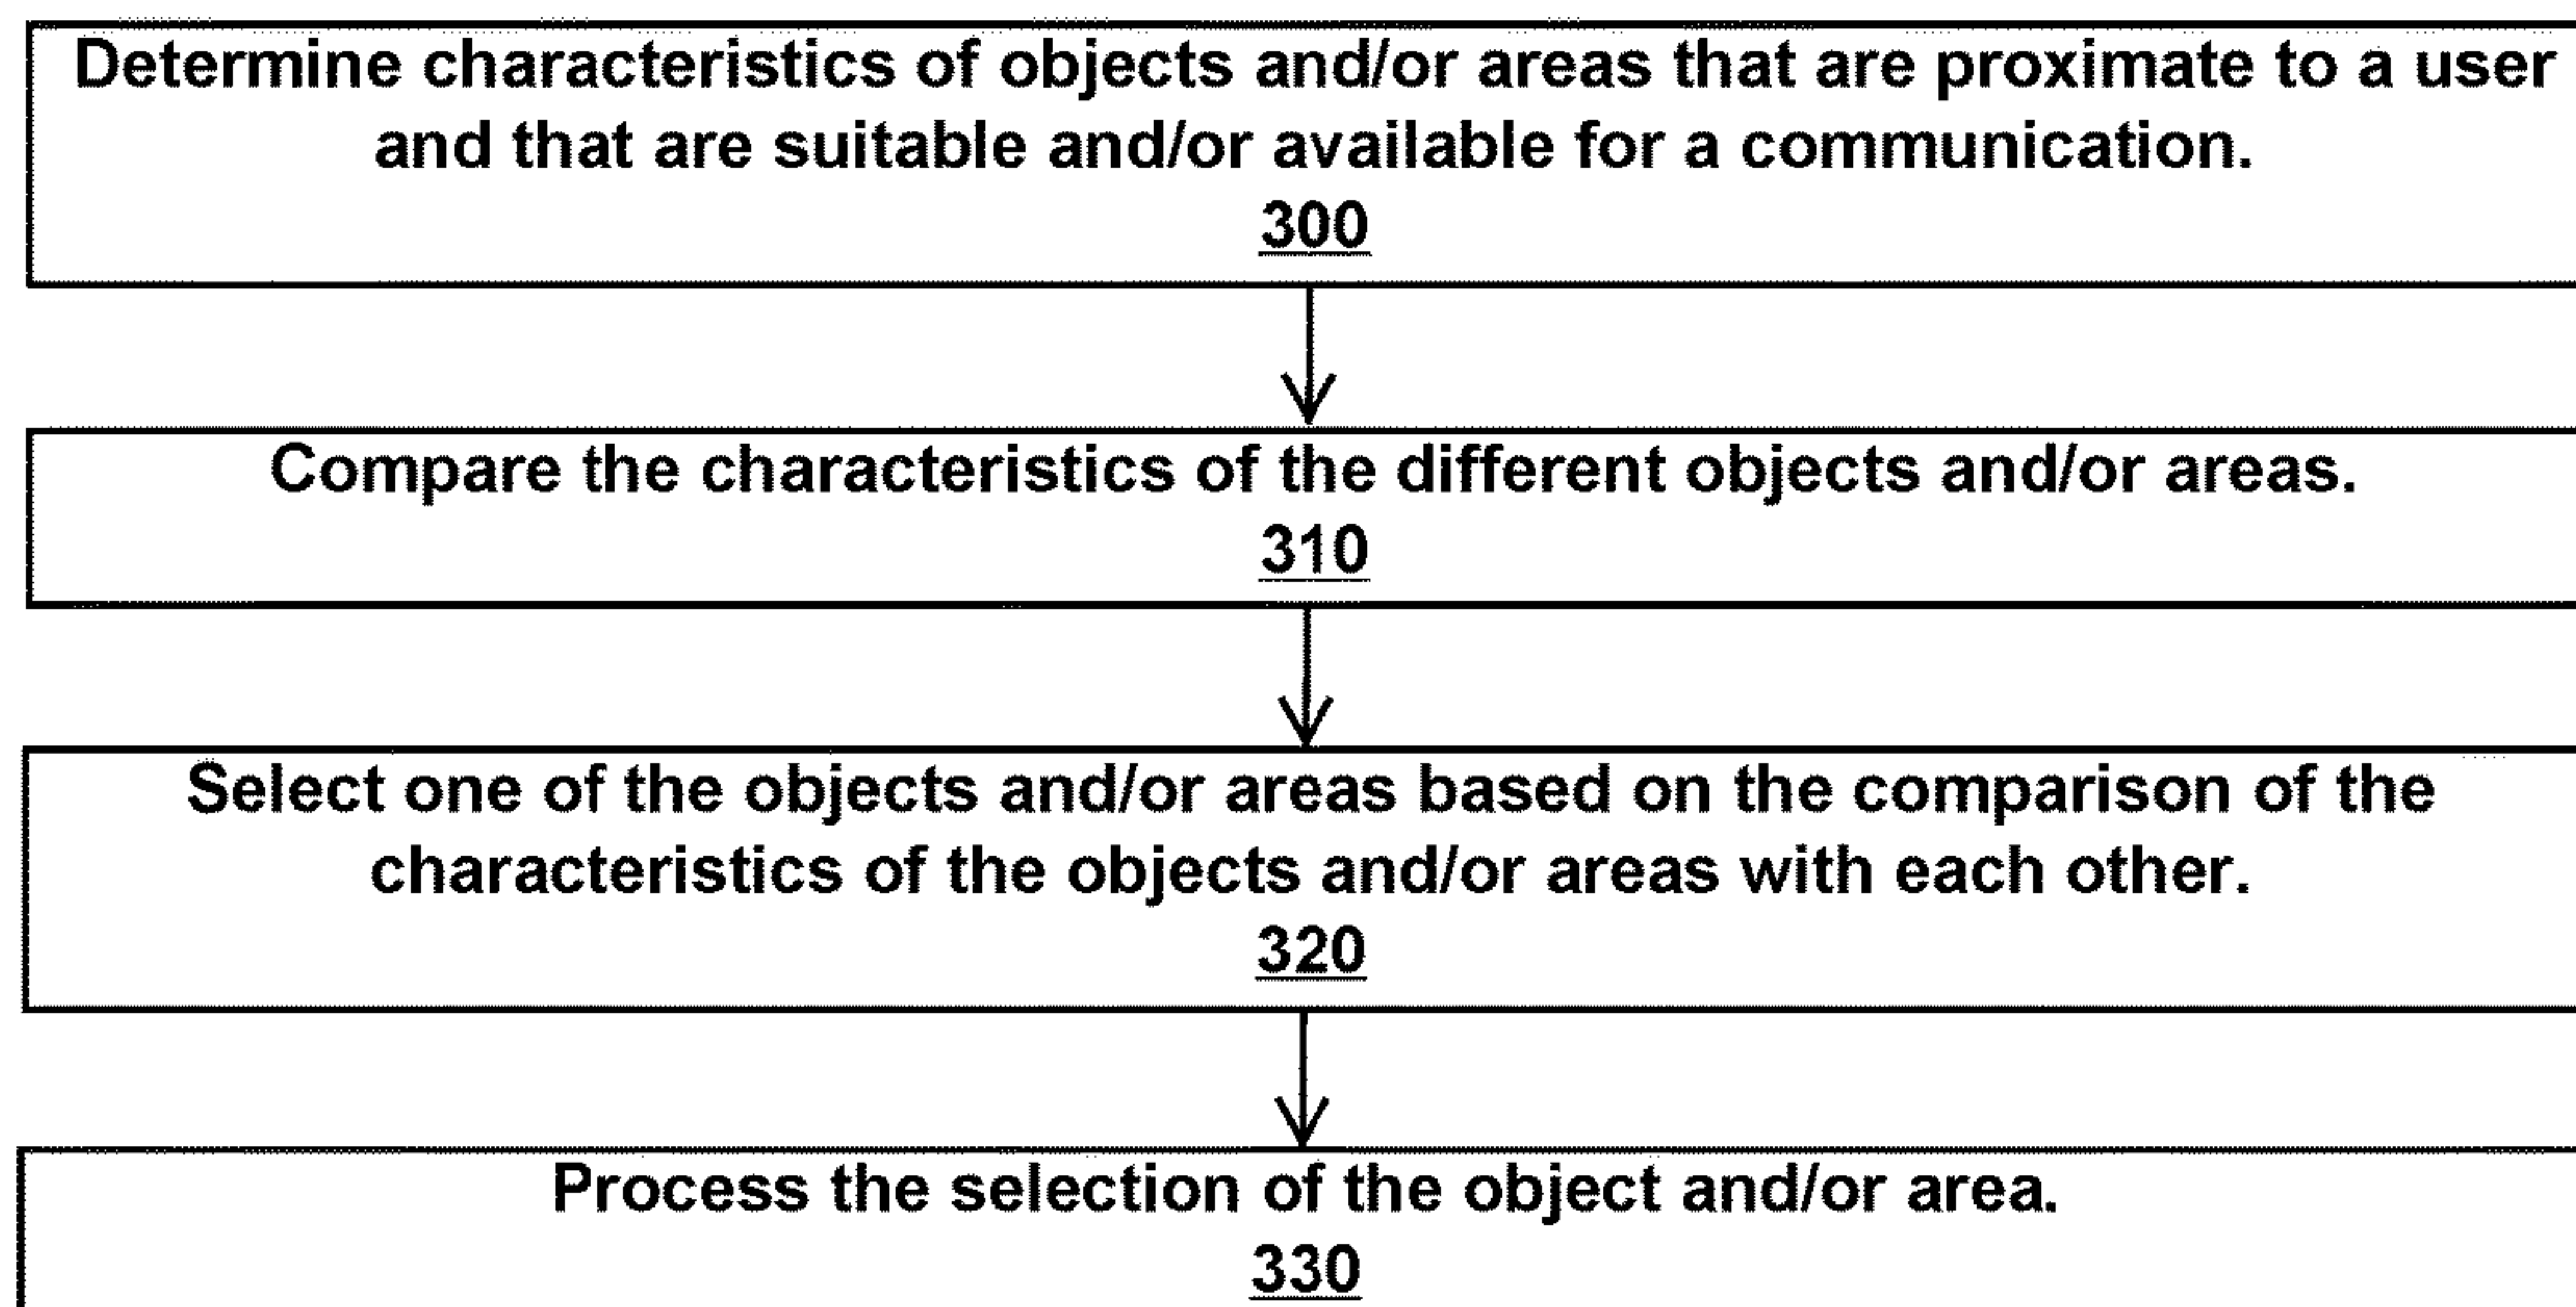 Determine characteristics of objects and/or areas that are proximate to a user
and that are suitable and/or available for a communication.
300
Compare the characteristics of the different objects and/or areas.
310
Select one of the objects and/or areas based on the comparison of the
characteristics of the objects and/or areas with each other.
320
Process the selection of the object and/or area.
330